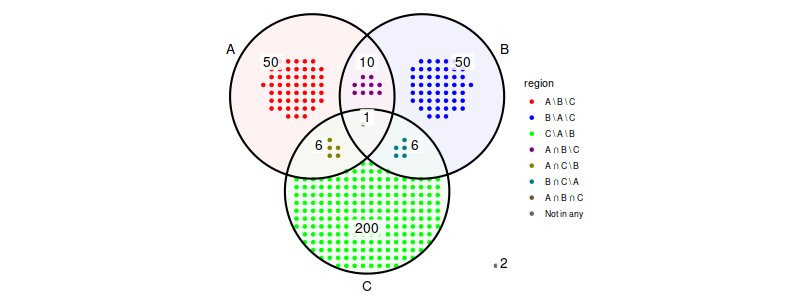 A
B
50
10
50
1
6
6
200
2
C
region
A \ B \ C
B \ A \ C
C \ A \ B
A ∩ B \ C
A ∩ C \ B
B ∩ C \ A
A ∩ B ∩ C
Not in any